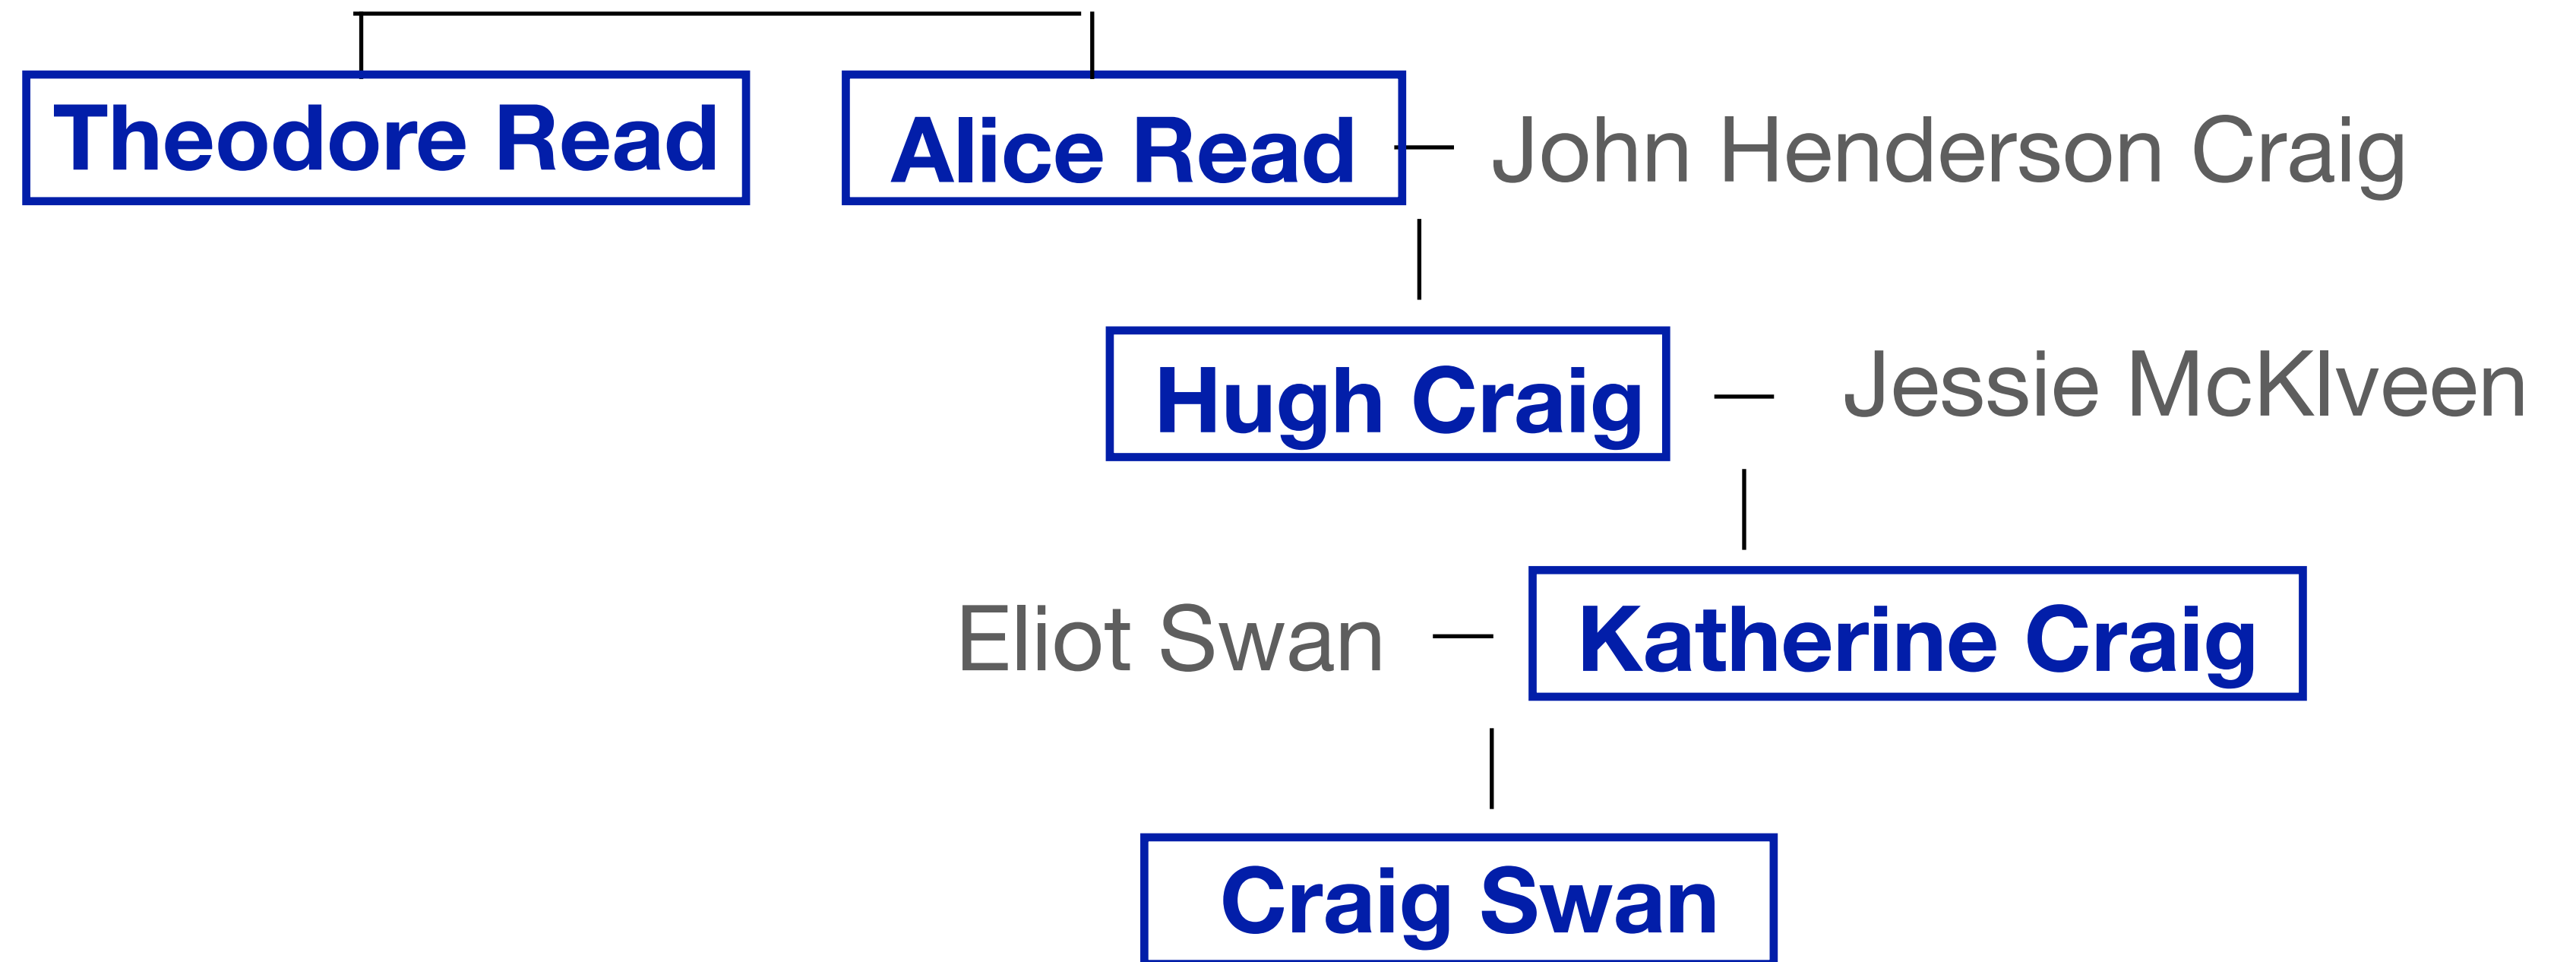 Theodore Read
Alice Read
John Henderson Craig
Hugh Craig
Jessie McKlveen
Eliot Swan
Katherine Craig
Craig Swan